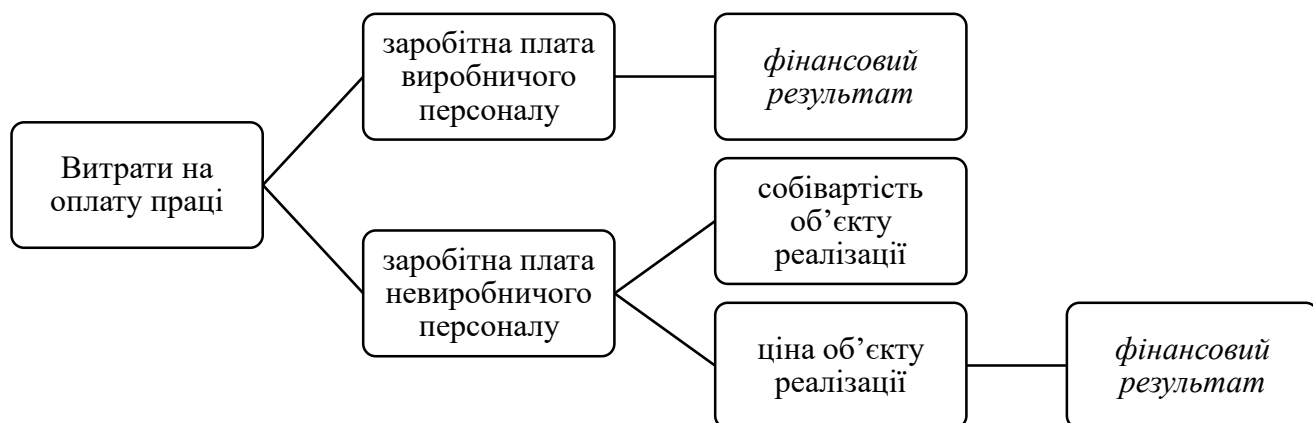 Витрати на
оплату праці
заробітна плата
виробничого
персоналу
фінансовий
результат
заробітна плата
невиробничого
персоналу
собівартість
об’єкту
реалізації
ціна об’єкту
реалізації
фінансовий
результат